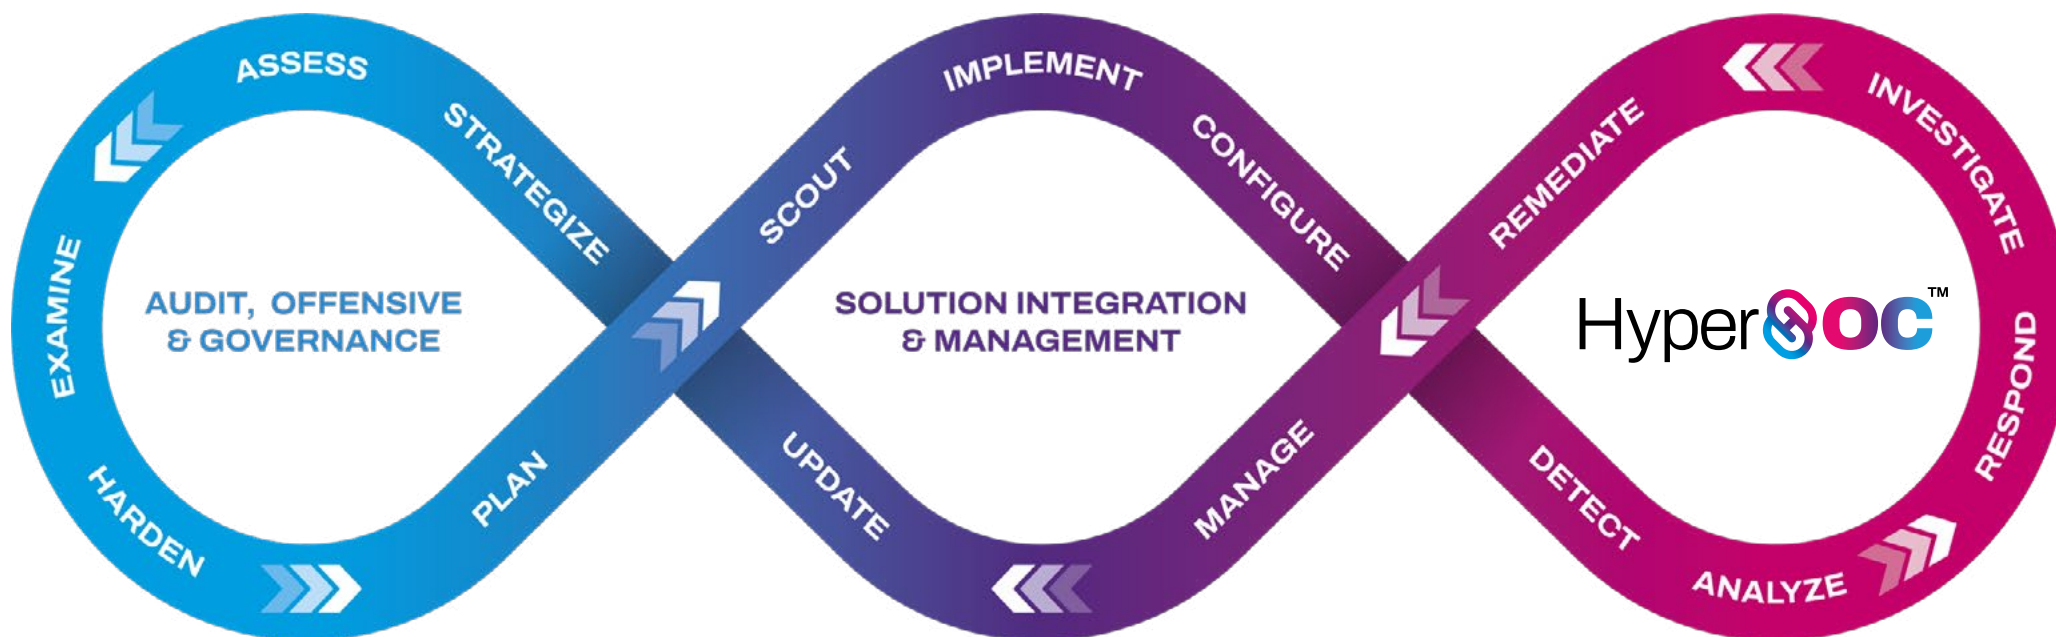 ASSESS
STRATEGIZE
EXAMINE
HARDEN
PLAN
AUDIT, OFFENSIVE
& GOVERNANCE
SCOUT
IMPLEMENT
CONFIGURE
UPDATE
MANAGE
SOLUTION INTEGRATION
& MANAGEMENT
REMEDIATE
INVESTIGATE
RESPOND
DETECT
ANALYZE
HyperSOC™